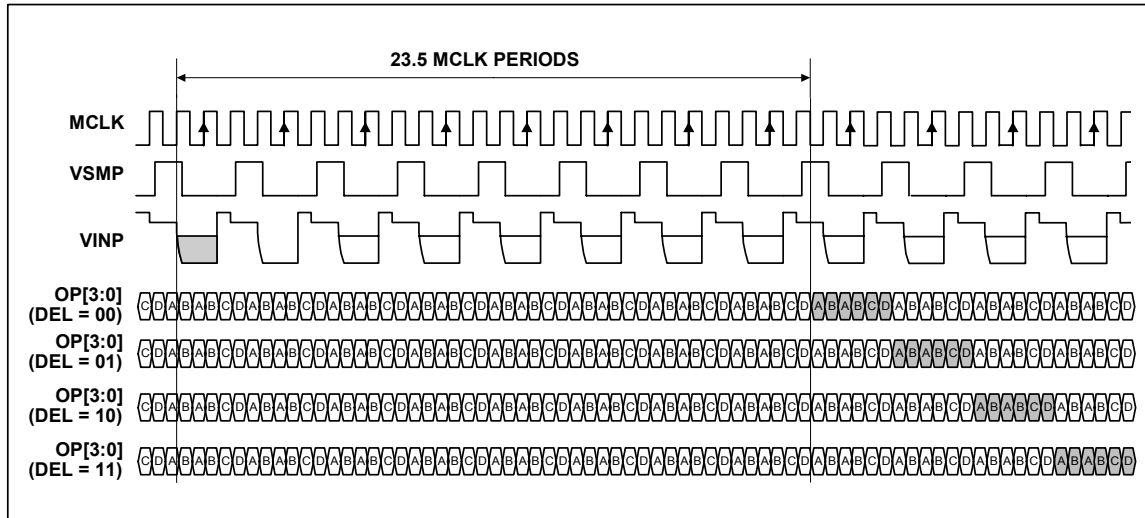 23.5 MCLK PERIODS
MCLK
VSMP
VINP
OP[3:0]
(DEL = 00)
C D A B A B C D A B A B C D A B A B C D A B A B C D A B A B C D A B A B C D A B A B C D A B A B C D A B A B C D A B A B C D A B A B C D A B A B C D
OP[3:0]
(DEL = 01)
C D A B A B C D A B A B C D A B A B C D A B A B C D A B A B C D A B A B C D A B A B C D A B A B C D A B A B C D A B A B C D A B A B C D A B A B C D
OP[3:0]
(DEL = 10)
C D A B A B C D A B A B C D A B A B C D A B A B C D A B A B C D A B A B C D A B A B C D A B A B C D A B A B C D A B A B C D A B A B C D A B A B C D
OP[3:0]
(DEL = 11)
C D A B A B C D A B A B C D A B A B C D A B A B C D A B A B C D A B A B C D A B A B C D A B A B C D A B A B C D A B A B C D A B A B C D A B A B C D